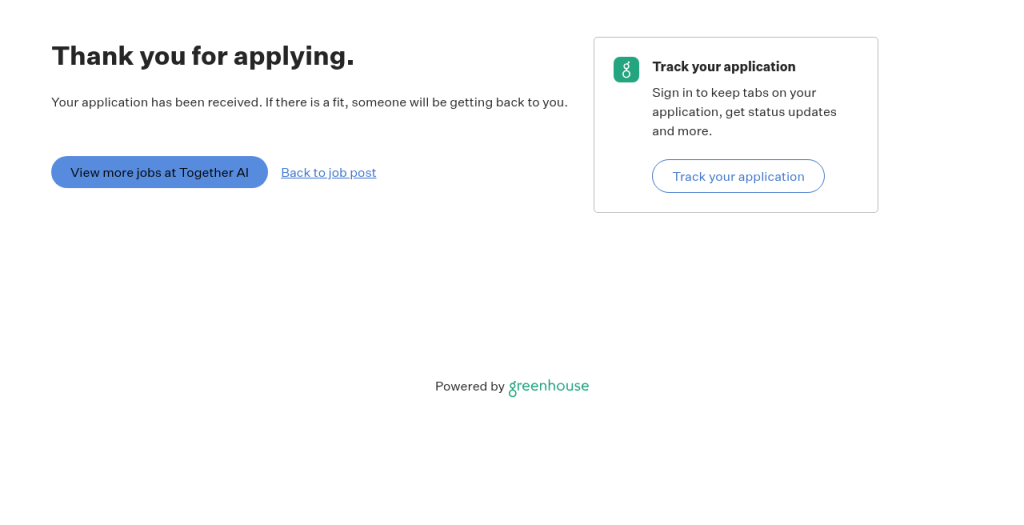 Thank you for applying.
Your application has been received. If there is a fit, someone will be getting back to you.
View more jobs at Together AI
Back to job post
Track your application
Sign in to keep tabs on your
application, get status updates
and more.
Track your application
Powered by greenhouse